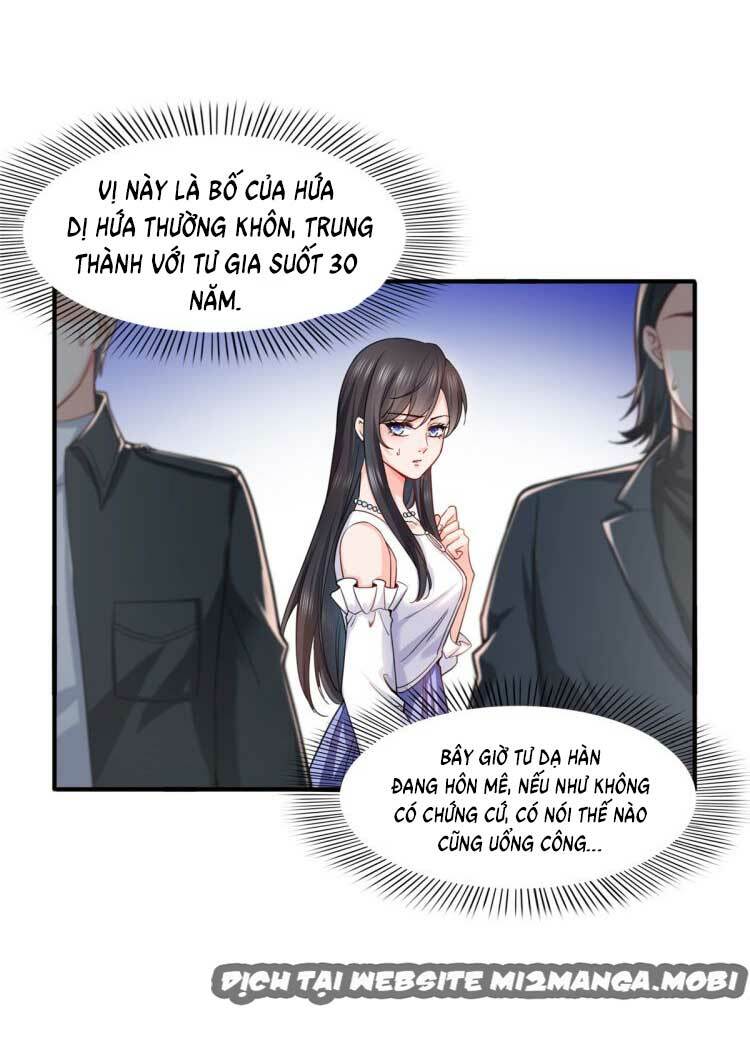 VỊ NÀY LÀ BỐ CỦA HỨA
DỊ HỨA THƯỜNG KHÔN, TRUNG
THÀNH VỚI TƯ GIA SUỐT 30
NĂM.
BÂY GIỜ TƯ DẠ HÀN
ĐANG HÔN MÊ, NẾU NHƯ KHÔNG
CÓ CHỨNG CỨ, CÓ NÓI THẾ NÀO
CŨNG UỔNG CÔNG...
DỊCH TẠI WEBSITE MI2MANGA.MOBI